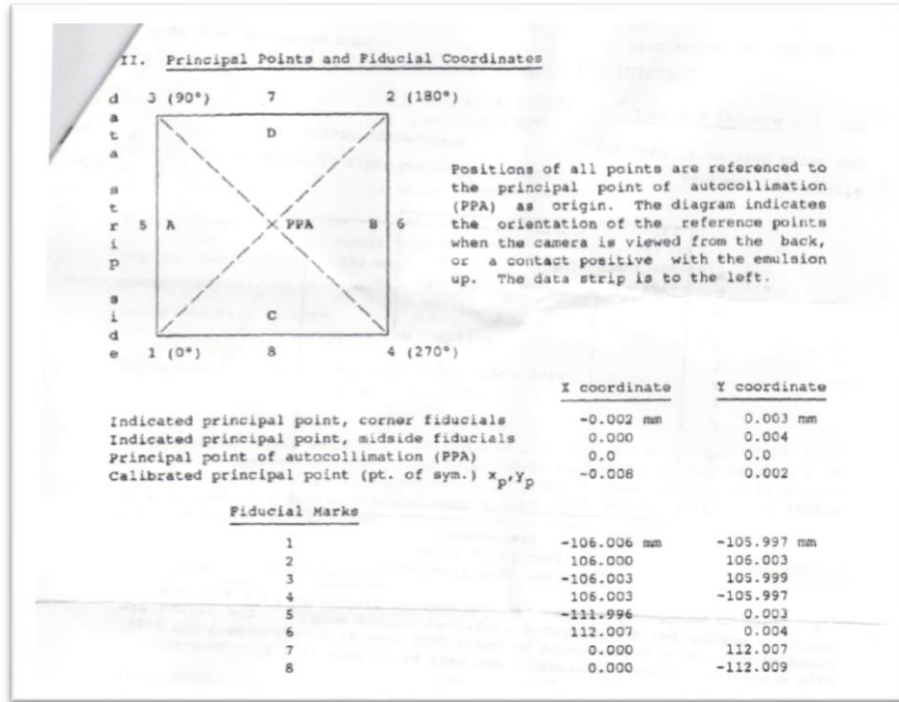 II. Principal Points and Fiducial Coordinates
data strip side
3 (90°) 7 2 (180°)
D
5 A PPA B 6
C
1 (0°) 8 4 (270°)
Positions of all points are referenced to
the principal point of autocollimation
(PPA) as origin. The diagram indicates
the orientation of the reference points
when the camera is viewed from the back,
or a contact positive with the emulsion
up. The data strip is to the left.
X coordinate Y coordinate
Indicated principal point, corner fiducials -0.002 mm 0.003 mm
Indicated principal point, midside fiducials 0.000 0.004
Principal point of autocollimation (PPA) 0.0 0.0
Calibrated principal point (pt. of sym.) xp,Yp -0.008 0.002
Fiducial Marks
1 -106.006 mm -105.997 mm
2 106.000 106.003
3 -106.003 105.999
4 106.003 -105.997
5 -111.996 0.003
6 112.007 0.004
7 0.000 112.007
8 0.000 -112.009